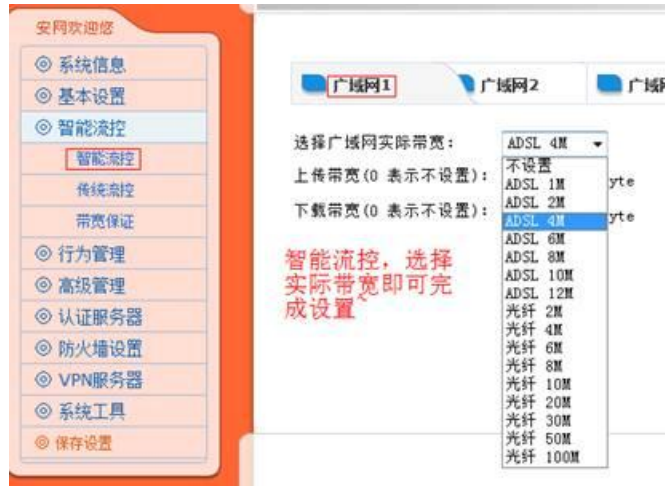 安网欢迎您
系统信息
基本设置
智能流控
智能流控
传统流控
带宽保证
行为管理
高级管理
认证服务器
防火墙设置
VPN服务器
系统工具
保存设置
广域网1
广域网2
广域
选择广域网实际带宽：
ADSL 4M
上传带宽(0 表示不设置)：
yte
下载带宽(0 表示不设置)：
yte
不设置
ADSL 1M
ADSL 2M
ADSL 4M
ADSL 6M
ADSL 8M
ADSL 10M
ADSL 12M
光纤 2M
光纤 4M
光纤 6M
光纤 8M
光纤 10M
光纤 20M
光纤 30M
光纤 50M
光纤 100M
智能流控，选择
实际带宽即可完
成设置~